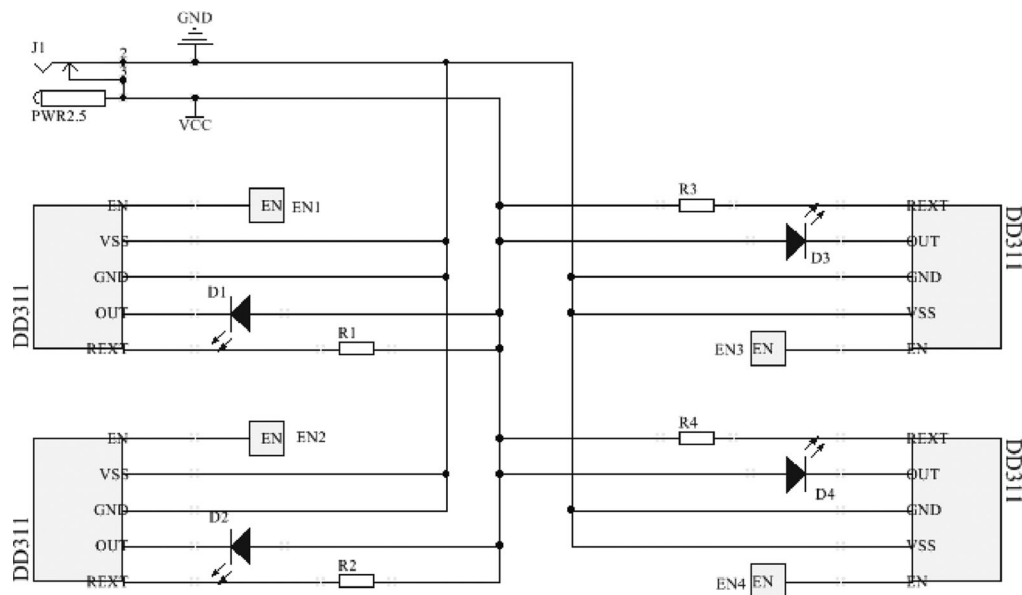 GND
J1
2
3
PWR2.5
VCC
EN
EN
EN1
VSS
GND
D1
OUT
R1
REXT
DD311
R3
REXT
OUT
D3
GND
VSS
EN3
EN
EN
DD311
EN
EN
EN2
VSS
GND
D2
OUT
R2
REXT
DD311
R4
REXT
OUT
D4
GND
VSS
EN4
EN
EN
DD311